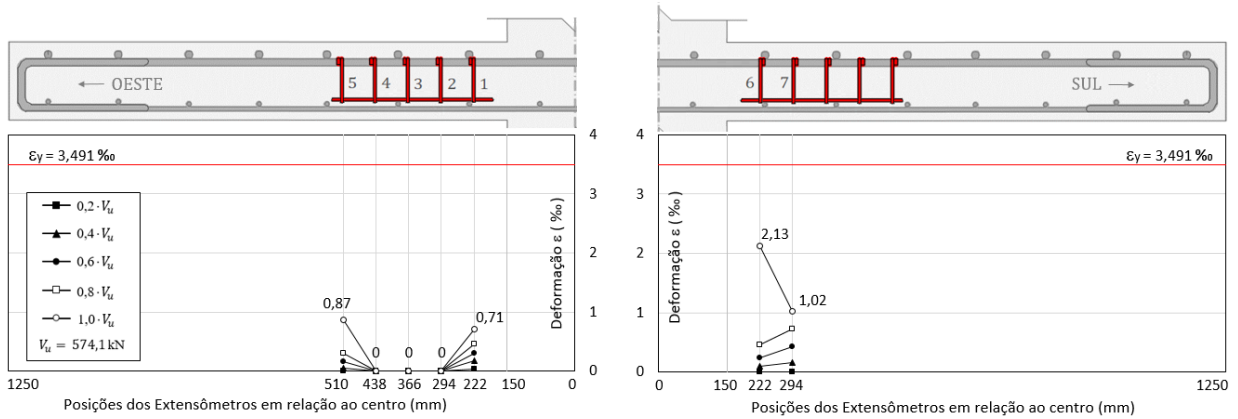 OESTE
5 4 3 2 1
6 7
SUL
4
εy = 3,491 ‰
3
2
1
0
Deformação ε ( ‰ )
0,2·Vu
0,4·Vu
0,6·Vu
0,8·Vu
1,0·Vu
Vu = 574,1 kN
0,87
0 0 0
0,71
1250 510 438 366 294 222 150 0
Posições dos Extensômetros em relação ao centro (mm)
4
εy = 3,491 ‰
3
2
1
0
Deformação ε ( ‰ )
2,13
1,02
0 150 222 294 1250
Posições dos Extensômetros em relação ao centro (mm)